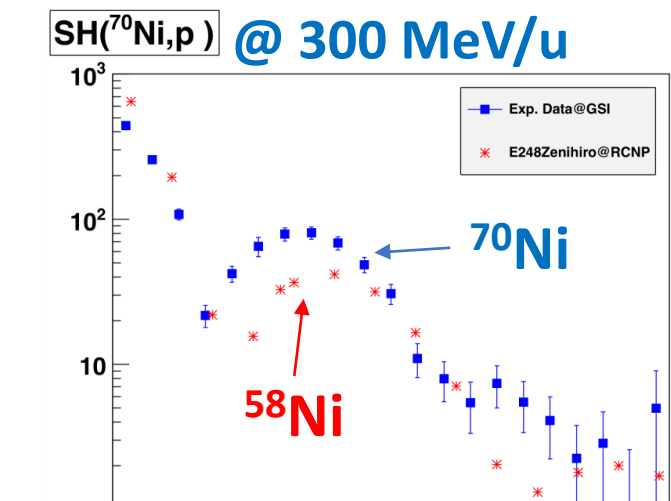 SH(⁷⁰Ni,p ) @ 300 MeV/u
10³
Exp. Data@GSI
E248Zenihiro@RCNP
10²
⁷⁰Ni
10
⁵⁸Ni